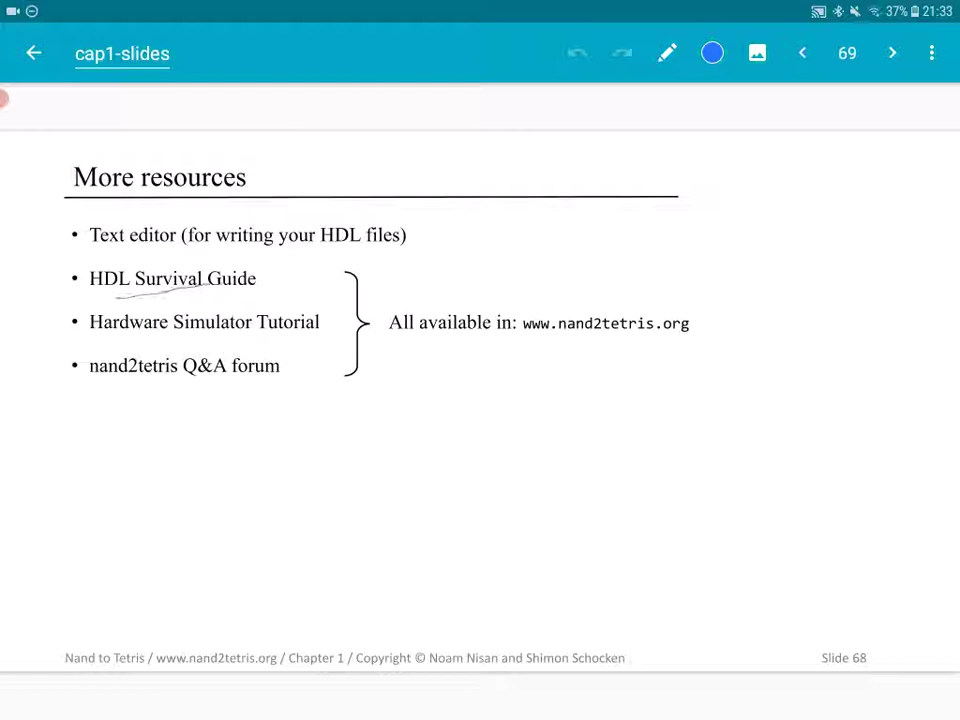 37% 21:33
cap1-slides 69
More resources
• Text editor (for writing your HDL files)
• HDL Survival Guide
• Hardware Simulator Tutorial
All available in: www.nand2tetris.org
• nand2tetris Q&A forum
Nand to Tetris / www.nand2tetris.org / Chapter 1 / Copyright © Noam Nisan and Shimon Schocken Slide 68